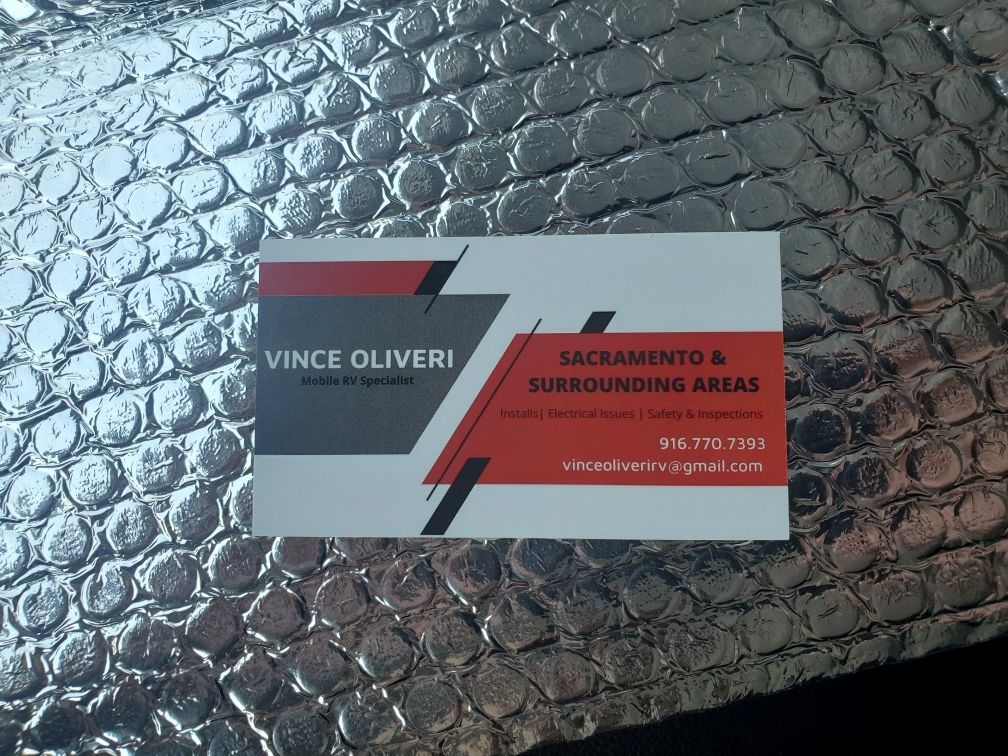 VINCE OLIVERI
Mobile RV Specialist
SACRAMENTO &
SURROUNDING AREAS
Installs| Electrical Issues | Safety & Inspections
916.770.7393
vinceoliverirv@gmail.com